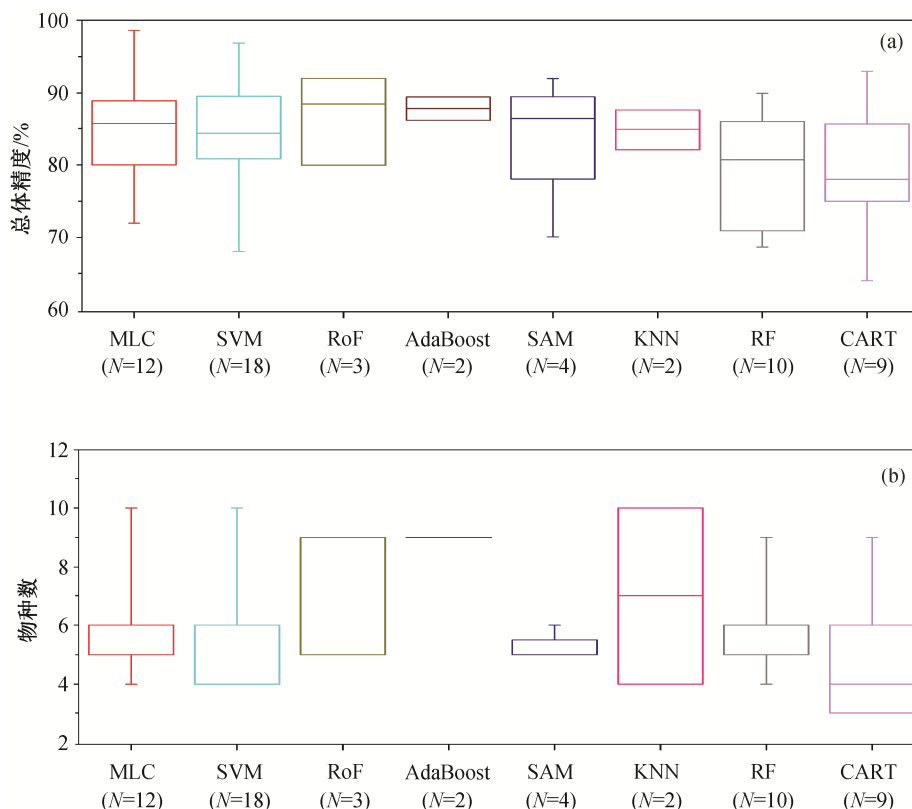 (a)
总体精度/%
100
90
80
70
60
MLC SVM RoF AdaBoost SAM KNN RF CART
(N=12) (N=18) (N=3) (N=2) (N=4) (N=2) (N=10) (N=9)
(b)
物种数
12
10
8
6
4
2
MLC SVM RoF AdaBoost SAM KNN RF CART
(N=12) (N=18) (N=3) (N=2) (N=4) (N=2) (N=10) (N=9)